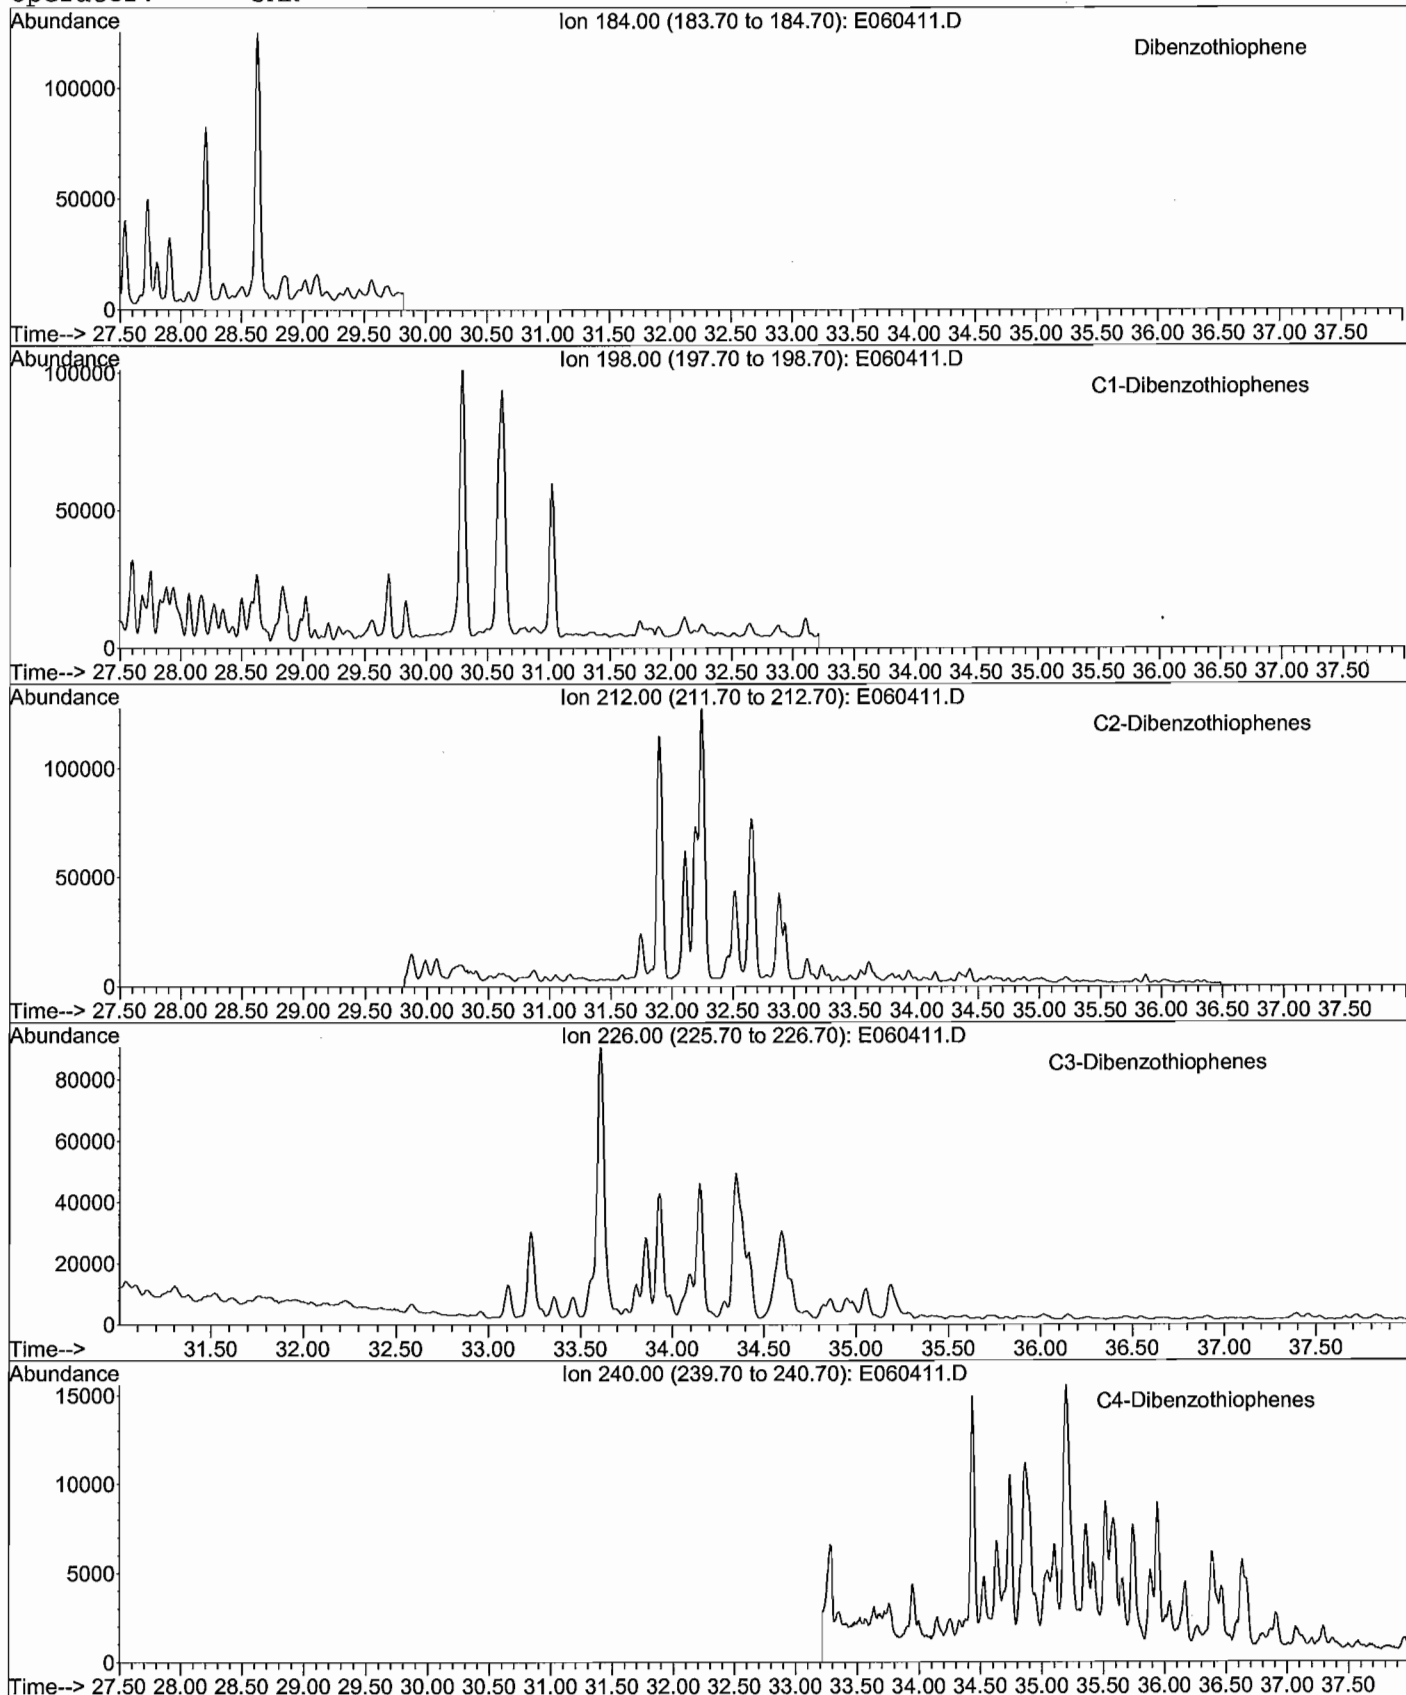 Abundance Ion 184.00 (183.70 to 184.70): E060411.D
Dibenzothiophene
100000
50000
0
Time--> 27.50 28.00 28.50 29.00 29.50 30.00 30.50 31.00 31.50 32.00 32.50 33.00 33.50 34.00 34.50 35.00 35.50 36.00 36.50 37.00 37.50
Abundance Ion 198.00 (197.70 to 198.70): E060411.D
100000
C1-Dibenzothiophenes
50000
0
Time--> 27.50 28.00 28.50 29.00 29.50 30.00 30.50 31.00 31.50 32.00 32.50 33.00 33.50 34.00 34.50 35.00 35.50 36.00 36.50 37.00 37.50
Abundance Ion 212.00 (211.70 to 212.70): E060411.D
C2-Dibenzothiophenes
100000
50000
0
Time--> 27.50 28.00 28.50 29.00 29.50 30.00 30.50 31.00 31.50 32.00 32.50 33.00 33.50 34.00 34.50 35.00 35.50 36.00 36.50 37.00 37.50
Abundance Ion 226.00 (225.70 to 226.70): E060411.D
C3-Dibenzothiophenes
80000
60000
40000
20000
0
Time--> 31.50 32.00 32.50 33.00 33.50 34.00 34.50 35.00 35.50 36.00 36.50 37.00 37.50
Abundance Ion 240.00 (239.70 to 240.70): E060411.D
15000
C4-Dibenzothiophenes
10000
5000
0
Time--> 27.50 28.00 28.50 29.00 29.50 30.00 30.50 31.00 31.50 32.00 32.50 33.00 33.50 34.00 34.50 35.00 35.50 36.00 36.50 37.00 37.50